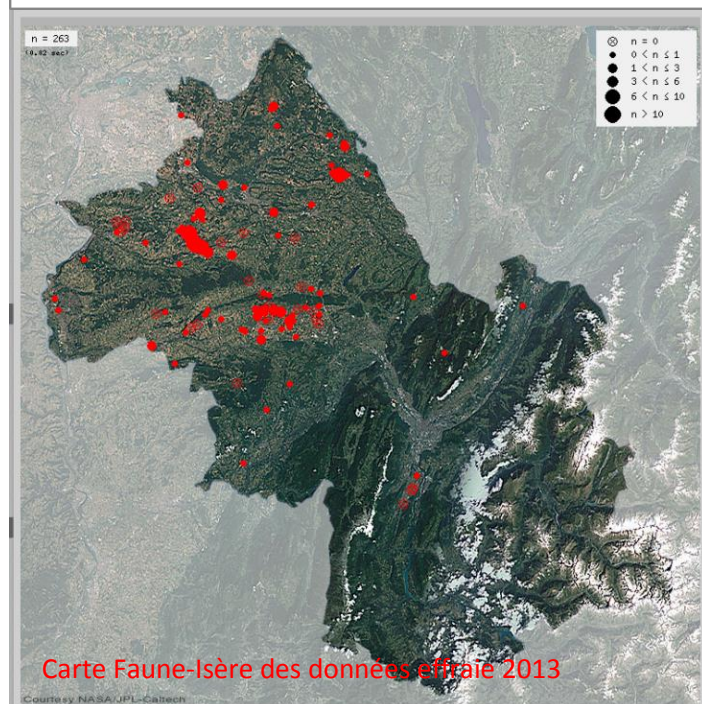 n = 263
(0.02 sec)
n = 0
0 < n ≤ 1
1 < n ≤ 3
3 < n ≤ 6
6 < n ≤ 10
n > 10
Carte Faune-Isère des données effraie 2013
Courtesy NASA/JPL-Caltech